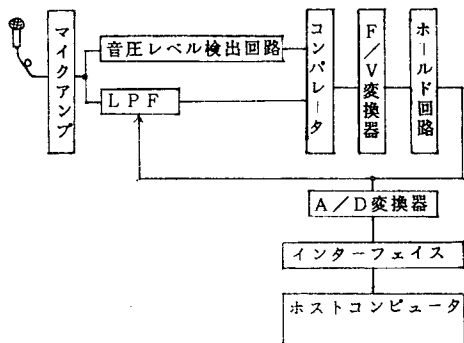 マイクアンプ
音圧レベル検出回路
LPF
コンパレータ
F/V変換器
ホールド回路
A/D変換器
インターフェイス
ホストコンピュータ